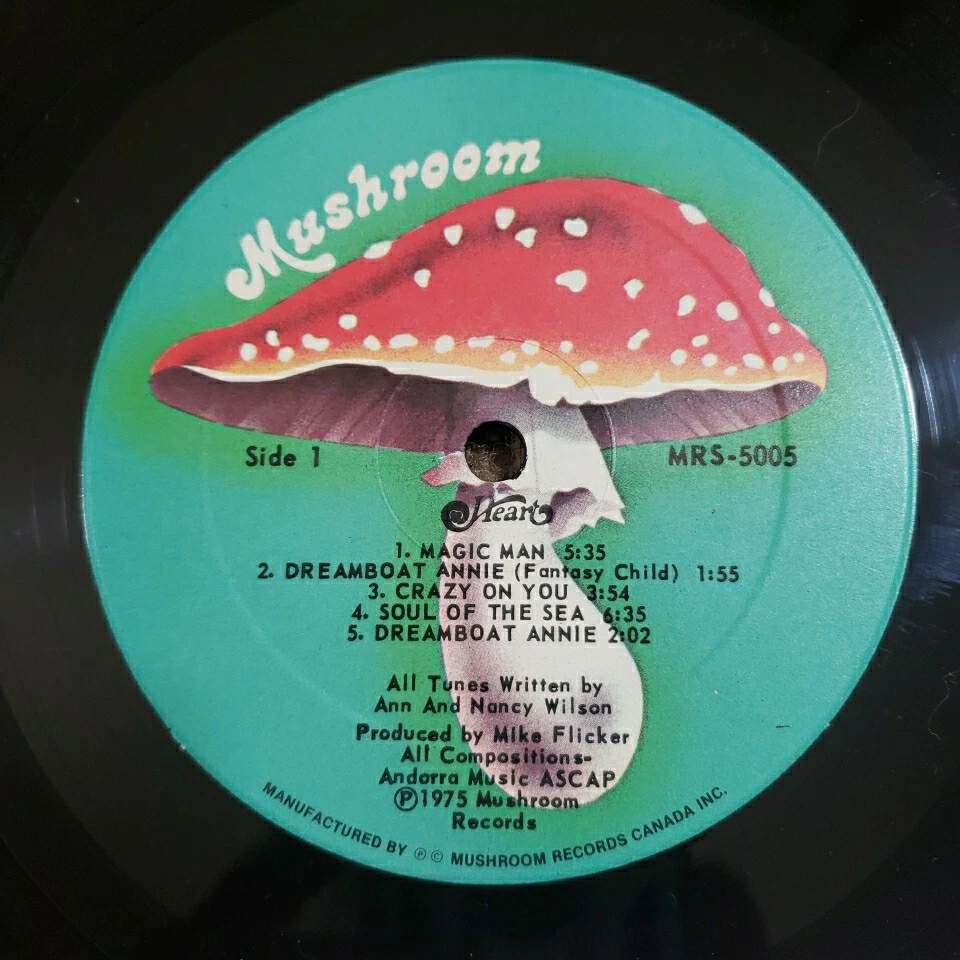 Mushroom
Side 1 MRS-5005
Heart
1. MAGIC MAN 5:35
2. DREAMBOAT ANNIE (Fantasy Child) 1:55
3. CRAZY ON YOU 3:54
4. SOUL OF THE SEA 6:35
5. DREAMBOAT ANNIE 2:02
All Tunes Written by
Ann And Nancy Wilson
Produced by Mike Flicker
All Compositions-
Andorra Music ASCAP
Ⓟ1975 Mushroom
Records
MANUFACTURED BY Ⓟ © MUSHROOM RECORDS CANADA INC.